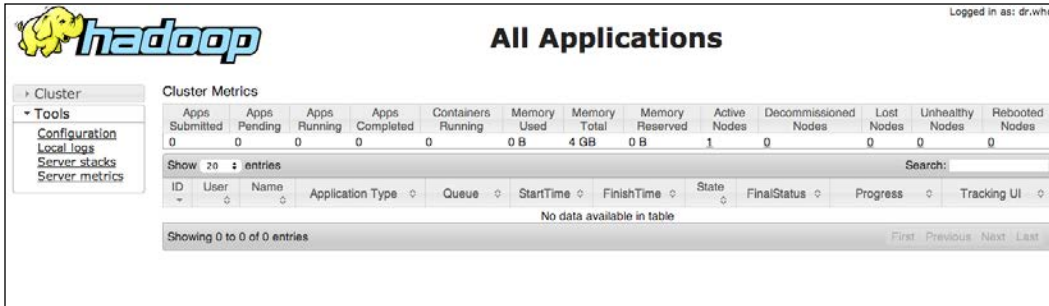 Logged in as: dr.who
hadoop
All Applications
Cluster
Tools
Configuration
Local logs
Server stacks
Server metrics
Cluster Metrics
Apps Submitted Apps Pending Apps Running Apps Completed Containers Running Memory Used Memory Total Memory Reserved Active Nodes Decommissioned Nodes Lost Nodes Unhealthy Nodes Rebooted Nodes
0 0 0 0 0 0 B 4 GB 0 B 1 0 0 0 0
Show 20 entries Search:
ID User Name Application Type Queue StartTime FinishTime State FinalStatus Progress Tracking UI
No data available in table
Showing 0 to 0 of 0 entries First Previous Next Last